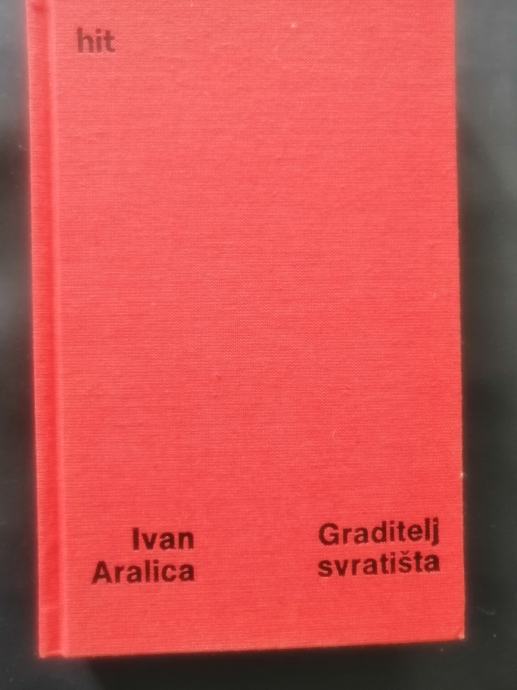 hit
Ivan
Aralica
Graditelj
svratišta